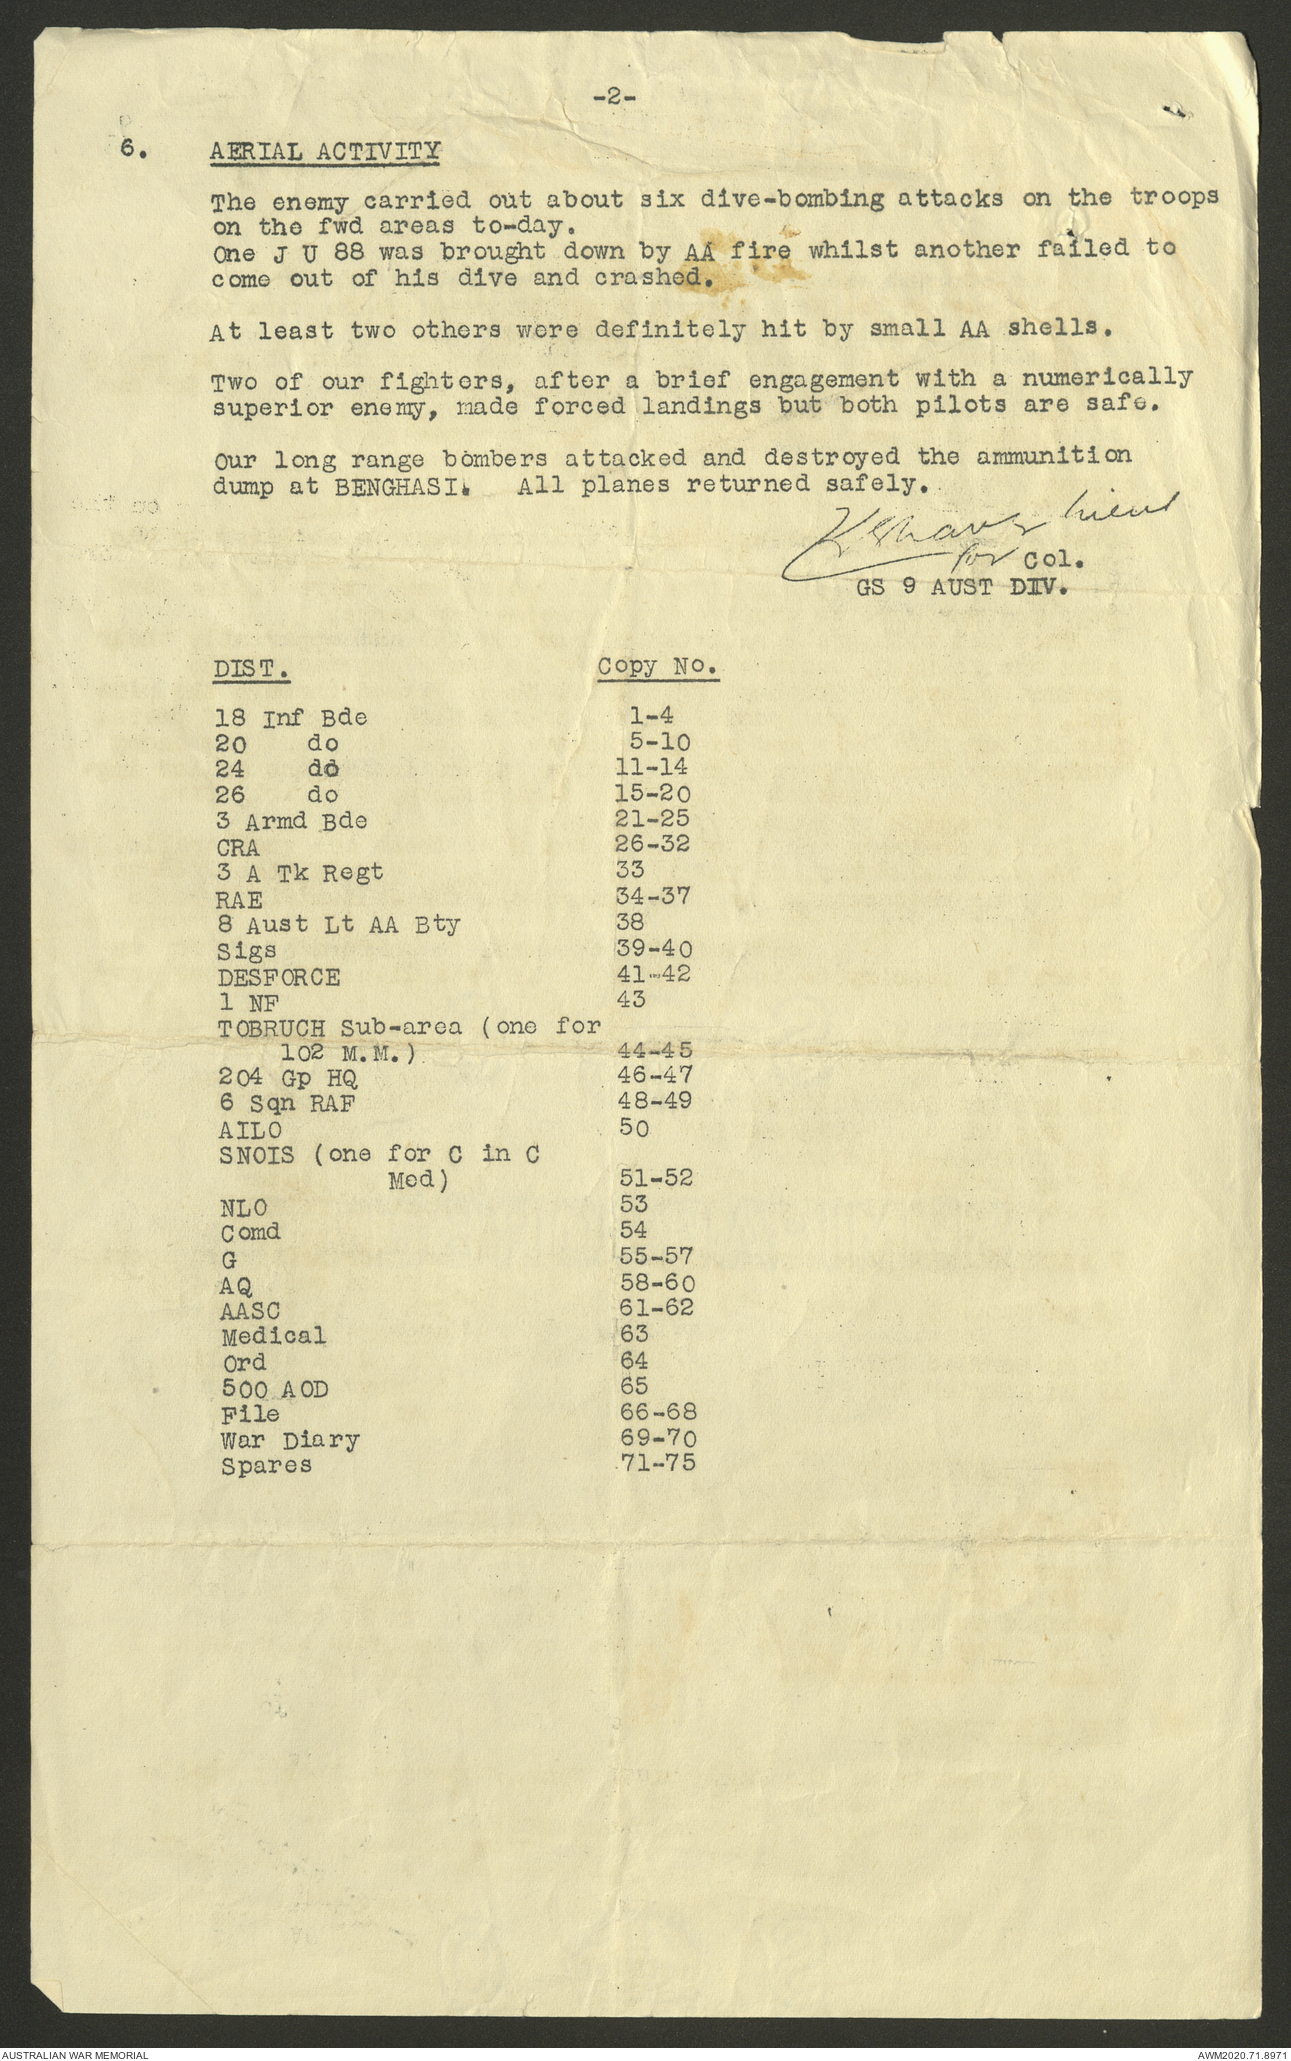 -2-
6. AERIAL ACTIVITY
The enemy carried out about six dive-bombing attacks on the troops
on the fwd areas to-day.
One J U 88 was brought down by AA fire whilst another failed to
come out of his dive and crashed.
At least two others were definitely hit by small AA shells.
Two of our fighters, after a brief engagement with a numerically
superior enemy, made forced landings but both pilots are safe.
Our long range bombers attacked and destroyed the ammunition
dump at BENGHASI. All planes returned safely.
for Col.
GS 9 AUST DIV.
DIST. Copy No.
18 Inf Bde 1-4
20 do 5-10
24 do 11-14
26 do 15-20
3 Armd Bde 21-25
CRA 26-32
3 A Tk Regt 33
RAE 34-37
8 Aust Lt AA Bty 38
Sigs 39-40
DESFORCE 41-42
1 NF 43
TOBRUCH Sub-area (one for
102 M.M.) 44-45
204 Gp HQ 46-47
6 Sqn RAF 48-49
AILO 50
SNOIS (one for C in C
Med) 51-52
NLO 53
Comd 54
G 55-57
AQ 58-60
AASC 61-62
Medical 63
Ord 64
500 AOD 65
File 66-68
War Diary 69-70
Spares 71-75
AUSTRALIAN WAR MEMORIAL AWM2020.71.8971